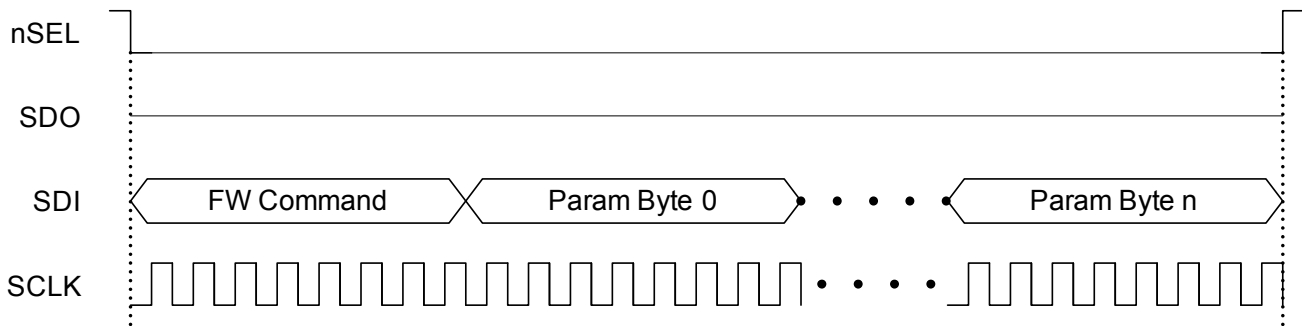 nSEL
SDO
SDI FW Command Param Byte 0 Param Byte n
SCLK